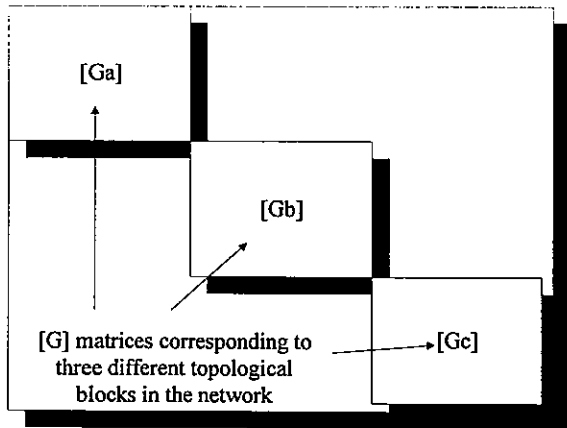 [Ga]
[Gb]
[G] matrices corresponding to
three different topological
blocks in the network
[Gc]